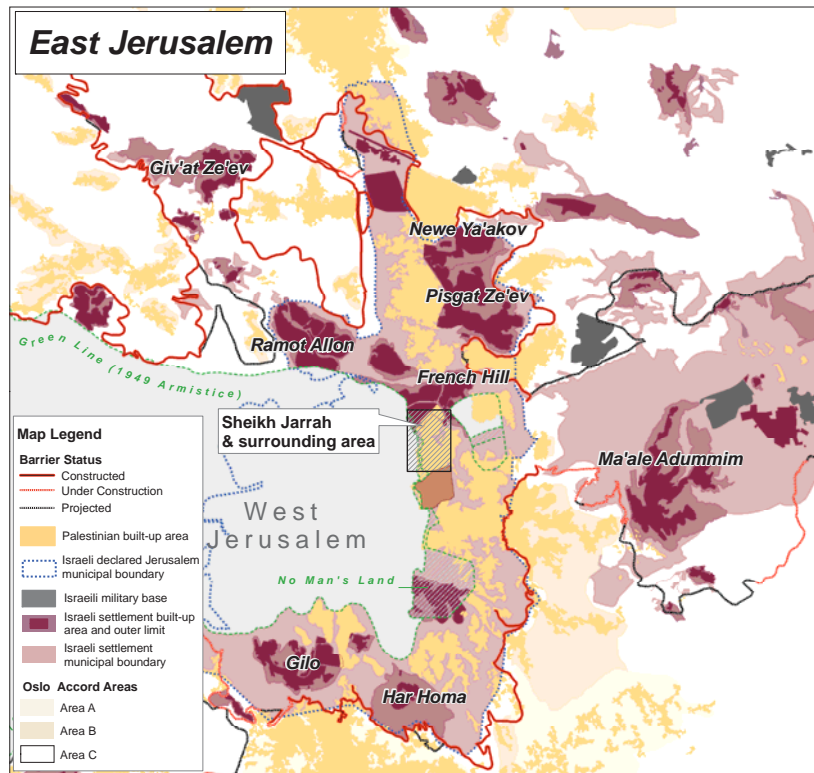 East Jerusalem
Giv'at Ze'ev
Newe Ya'akov
Pisgat Ze'ev
Ramot Allon
Green Line (1949 Armistice)
French Hill
Sheikh Jarrah
& surrounding area
Ma'ale Adummim
West
Jerusalem
No Man's Land
Gilo
Har Homa
Map Legend
Barrier Status
Constructed
Under Construction
Projected
Palestinian built-up area
Israeli declared Jerusalem
municipal boundary
Israeili military base
Israeli settlement built-up
area and outer limit
Israeli settlement
municipal boundary
Oslo Accord Areas
Area A
Area B
Area C